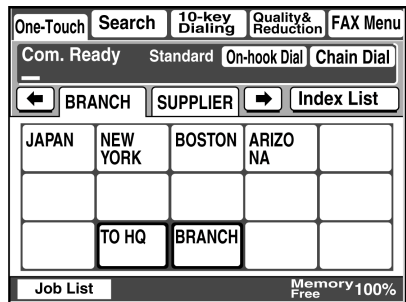 One-Touch Search 10-key Dialing Quality& Reduction FAX Menu
Com. Ready Standard On-hook Dial Chain Dial
BRANCH SUPPLIER Index List
JAPAN NEW YORK BOSTON ARIZO NA
TO HQ BRANCH
Job List Memory Free 100%